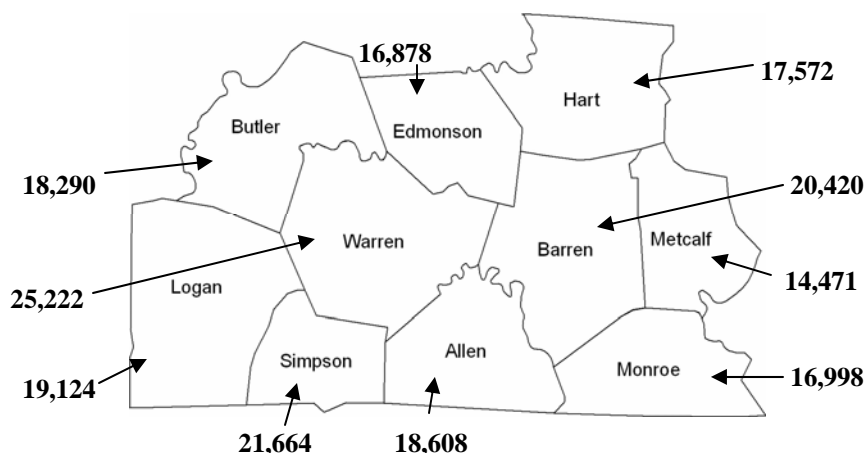 16,878
17,572
Hart
Butler
Edmonson
18,290
20,420
Warren
Barren
Metcalf
14,471
25,222
Logan
19,124
Simpson
Allen
Monroe
16,998
21,664
18,608